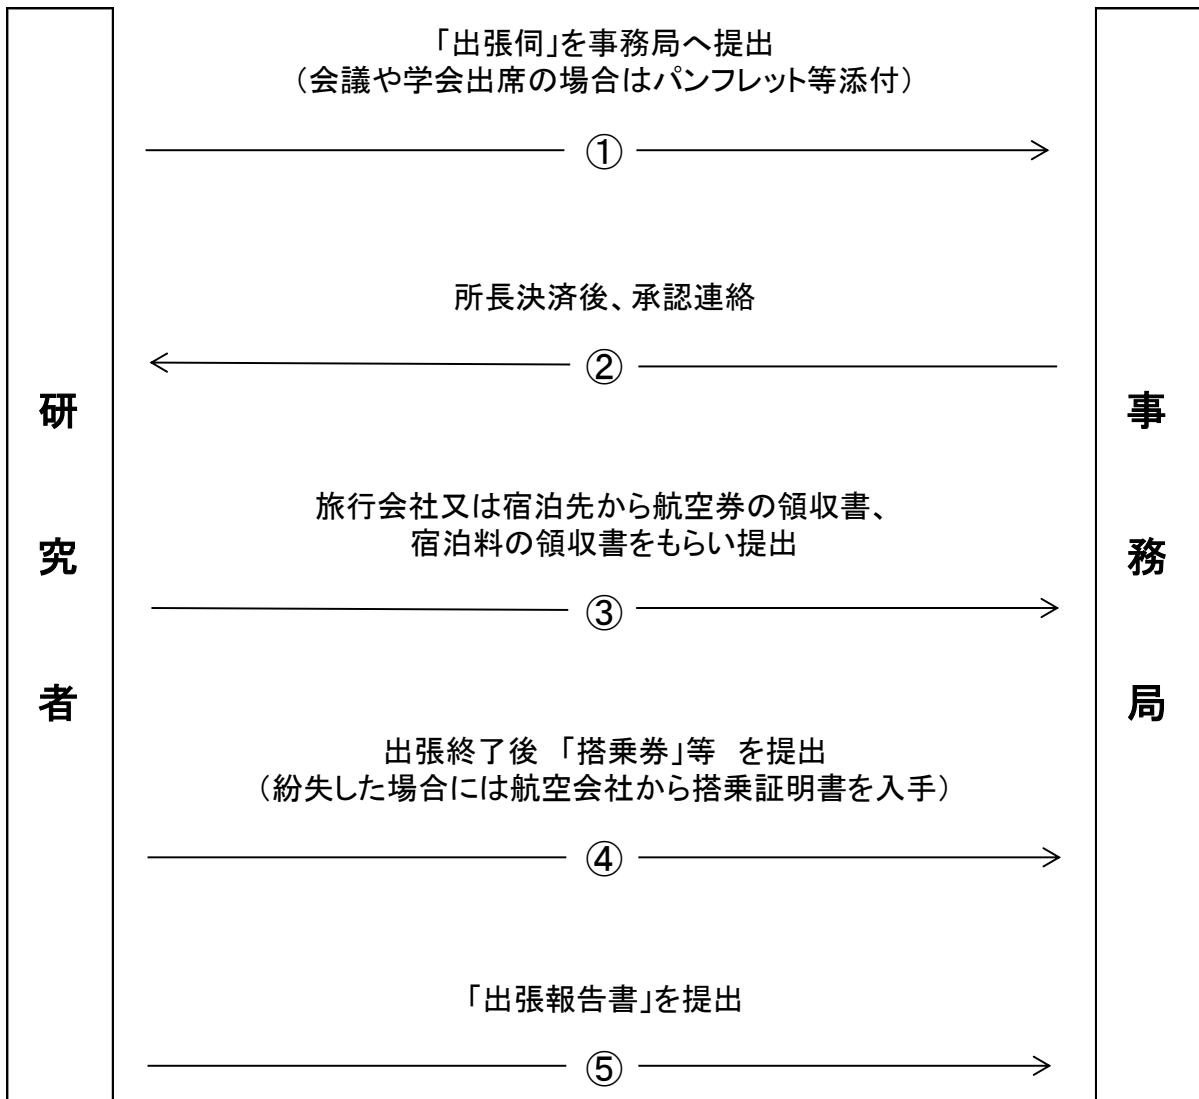 「出張伺」を事務局へ提出
（会議や学会出席の場合はパンフレット等添付）
①
所長決済後、承認連絡
②
旅行会社又は宿泊先から航空券の領収書、
宿泊料の領収書をもらい提出
③
出張終了後　「搭乗券」等　を提出
（紛失した場合には航空会社から搭乗証明書を入手）
④
「出張報告書」を提出
⑤
研
究
者
事
務
局